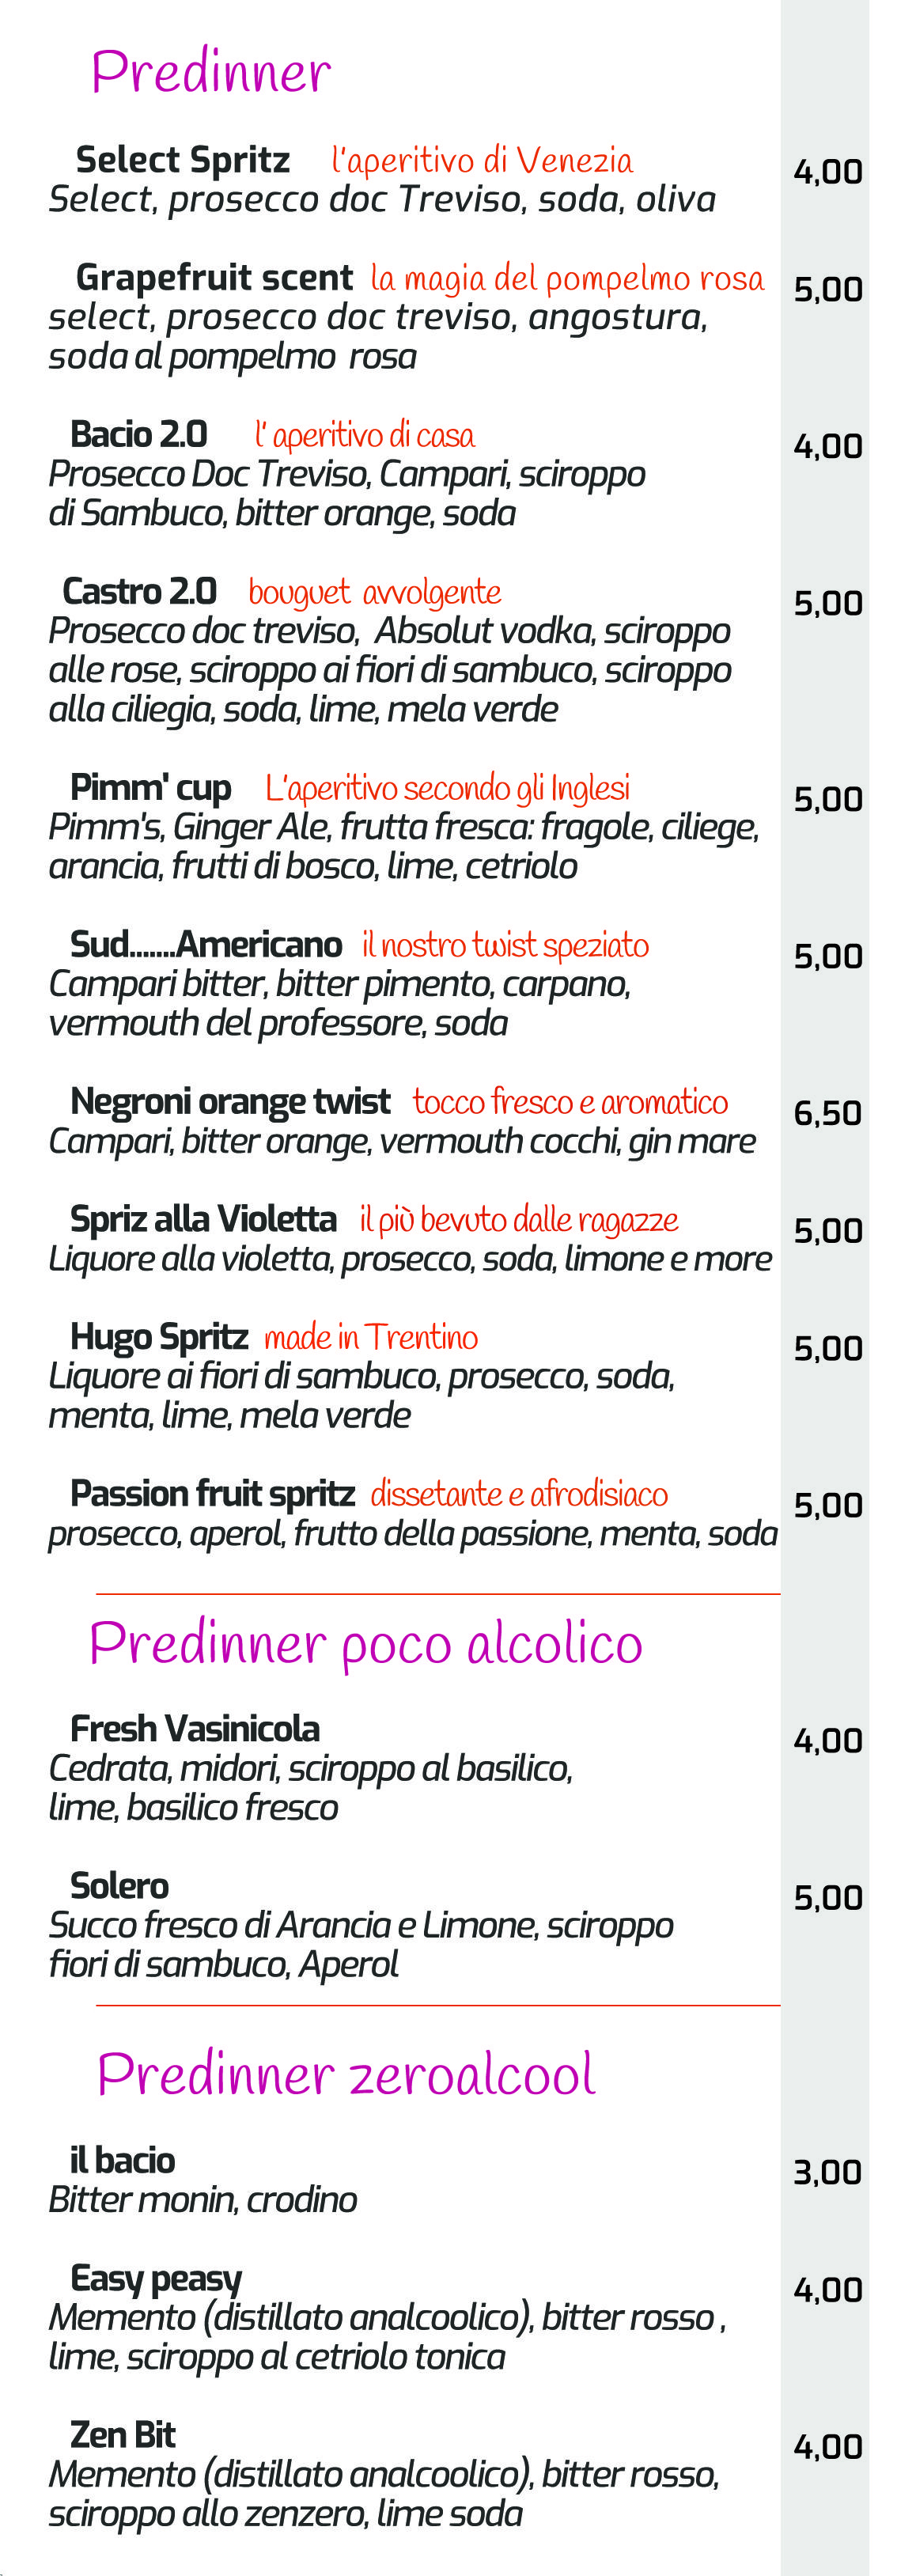 Predinner
Select Spritz l'aperitivo di Venezia 4,00
Select, prosecco doc Treviso, soda, oliva
Grapefruit scent la magia del pompelmo rosa 5,00
select, prosecco doc treviso, angostura,
soda al pompelmo rosa
Bacio 2.0 l' aperitivo di casa 4,00
Prosecco Doc Treviso, Campari, sciroppo
di Sambuco, bitter orange, soda
Castro 2.0 bouguet avvolgente 5,00
Prosecco doc treviso, Absolut vodka, sciroppo
alle rose, sciroppo ai fiori di sambuco, sciroppo
alla ciliegia, soda, lime, mela verde
Pimm' cup L'aperitivo secondo gli Inglesi 5,00
Pimm's, Ginger Ale, frutta fresca: fragole, ciliege,
arancia, frutti di bosco, lime, cetriolo
Sud.......Americano il nostro twist speziato 5,00
Campari bitter, bitter pimento, carpano,
vermouth del professore, soda
Negroni orange twist tocco fresco e aromatico 6,50
Campari, bitter orange, vermouth cocchi, gin mare
Spriz alla Violetta il più bevuto dalle ragazze 5,00
Liquore alla violetta, prosecco, soda, limone e more
Hugo Spritz made in Trentino 5,00
Liquore ai fiori di sambuco, prosecco, soda,
menta, lime, mela verde
Passion fruit spritz dissetante e afrodisiaco 5,00
prosecco, aperol, frutto della passione, menta, soda
Predinner poco alcolico
Fresh Vasinicola 4,00
Cedrata, midori, sciroppo al basilico,
lime, basilico fresco
Solero 5,00
Succo fresco di Arancia e Limone, sciroppo
fiori di sambuco, Aperol
Predinner zeroalcool
il bacio 3,00
Bitter monin, crodino
Easy peasy 4,00
Memento (distillato analcoolico), bitter rosso ,
lime, sciroppo al cetriolo tonica
Zen Bit 4,00
Memento (distillato analcoolico), bitter rosso,
sciroppo allo zenzero, lime soda